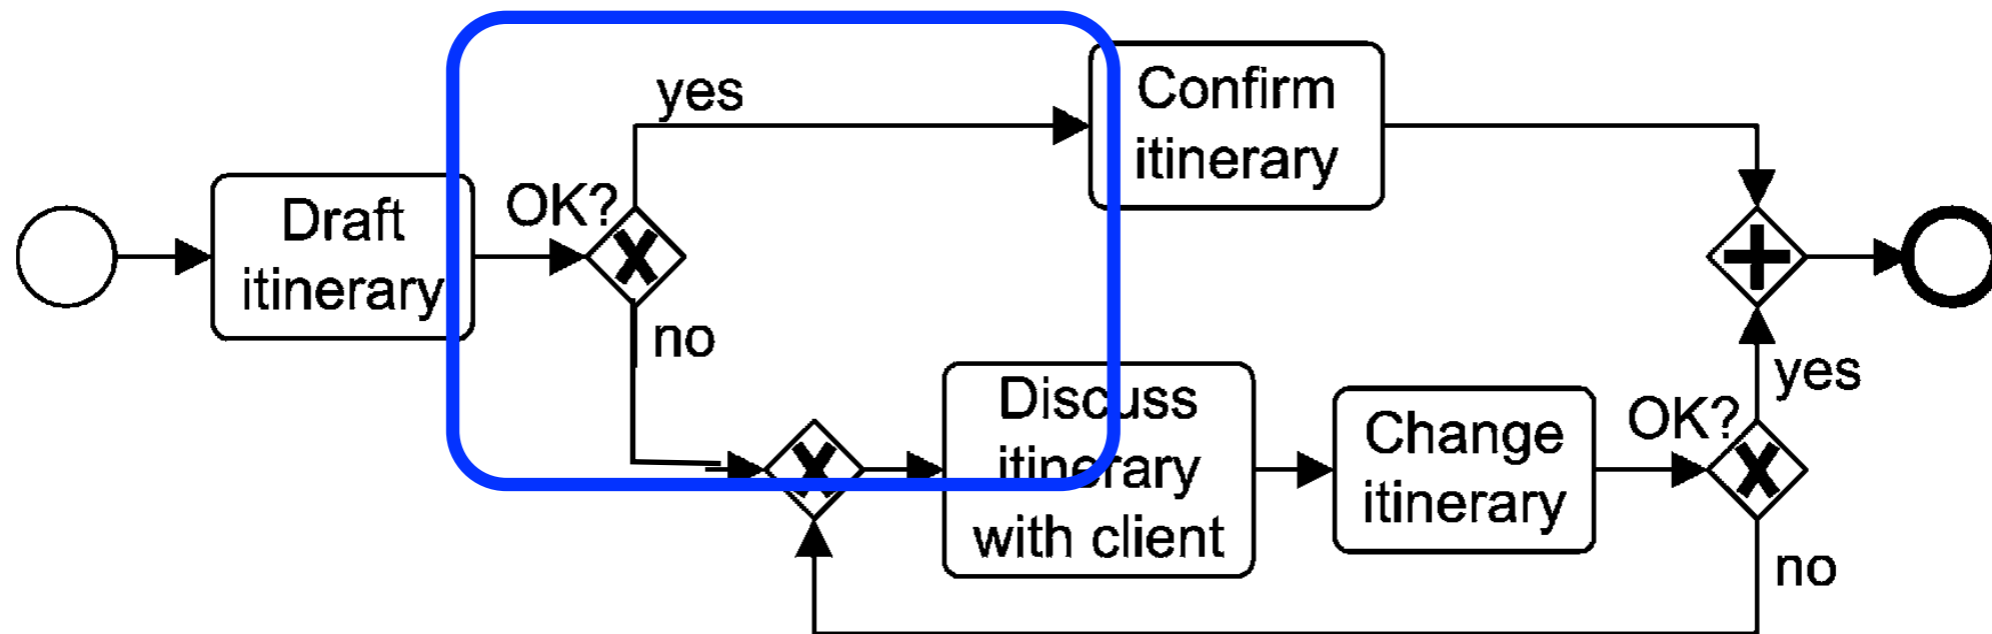 yes
Confirm
itinerary
Draft
itinerary
OK?
no
Discuss
itinerary
with client
Change
itinerary
OK?
yes
no